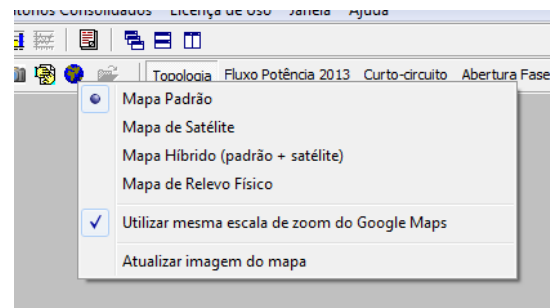 Consolidados Licença de Uso Janela Ajuda
Topologia Fluxo Potência 2013 Curto-circuito Abertura Fase
Mapa Padrão
Mapa de Satélite
Mapa Híbrido (padrão + satélite)
Mapa de Relevo Físico
Utilizar mesma escala de zoom do Google Maps
Atualizar imagem do mapa